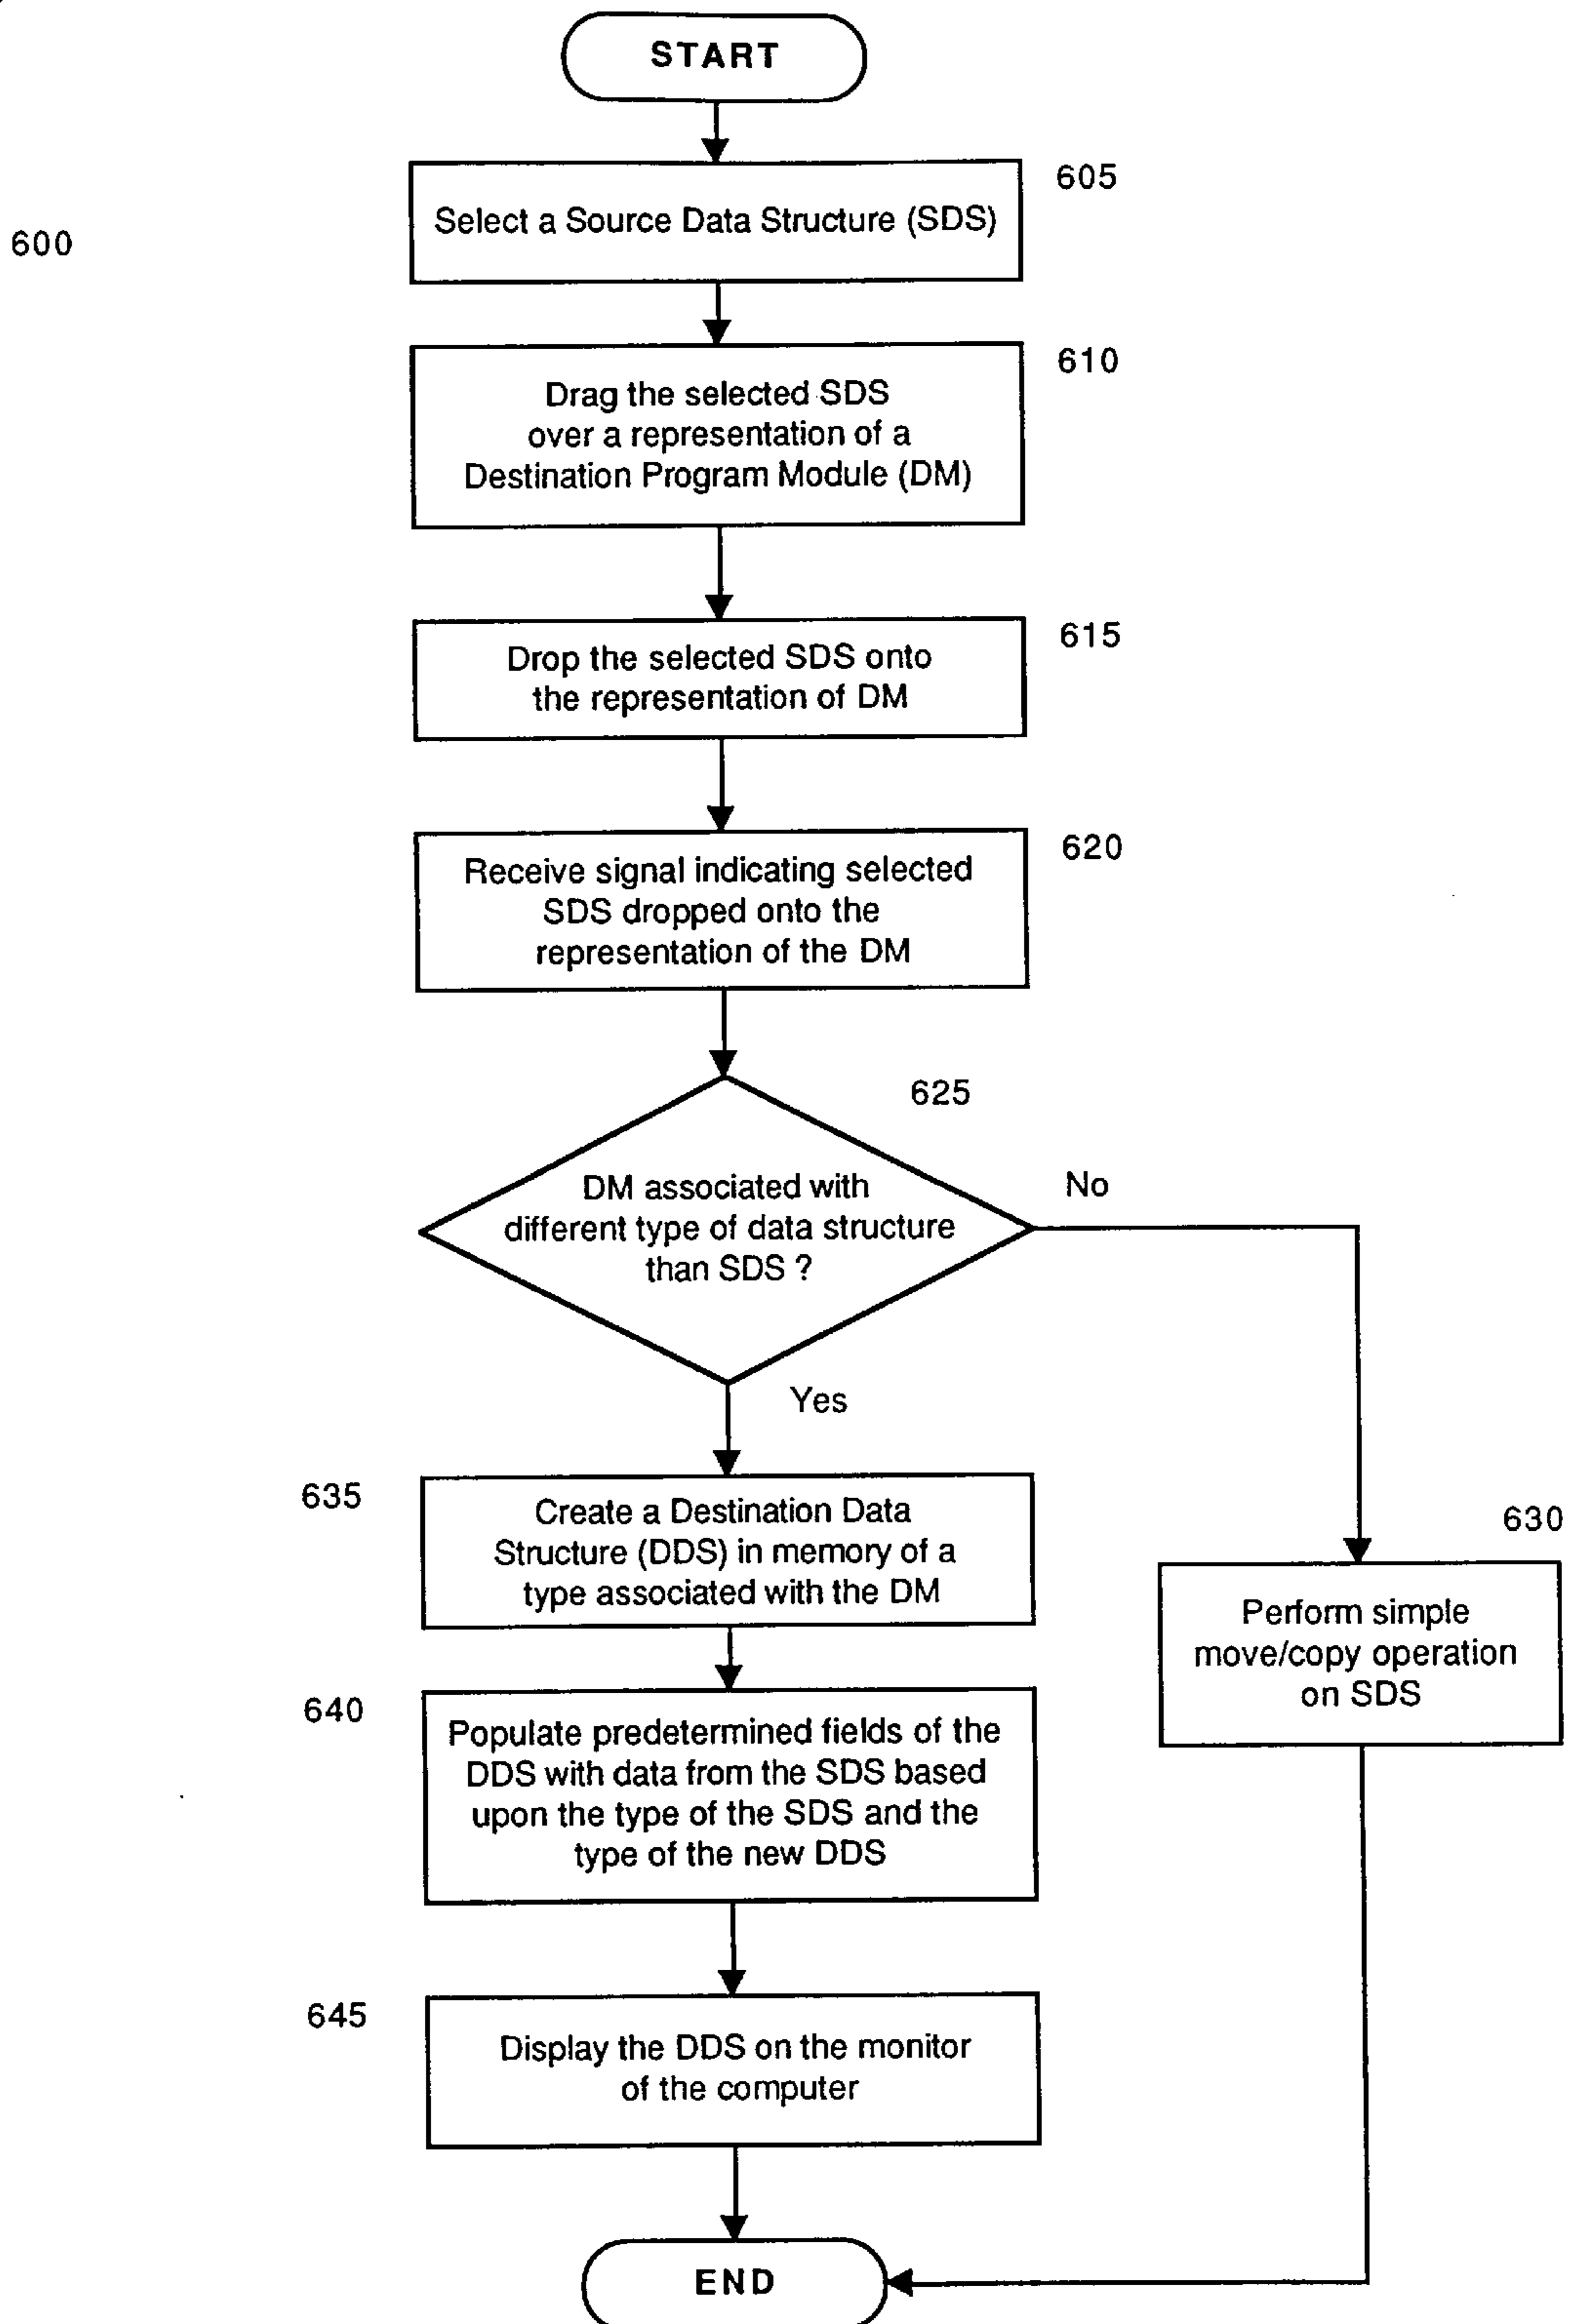 START
605
Select a Source Data Structure (SDS)
600
610
Drag the selected SDS
over a representation of a
Destination Program Module (DM)
615
Drop the selected SDS onto
the representation of DM
620
Receive signal indicating selected
SDS dropped onto the
representation of the DM
625
DM associated with
different type of data structure
than SDS ?
No
Yes
635
Create a Destination Data
Structure (DDS) in memory of a
type associated with the DM
630
Perform simple
move/copy operation
on SDS
640
Populate predetermined fields of the
DDS with data from the SDS based
upon the type of the SDS and the
type of the new DDS
645
Display the DDS on the monitor
of the computer
END